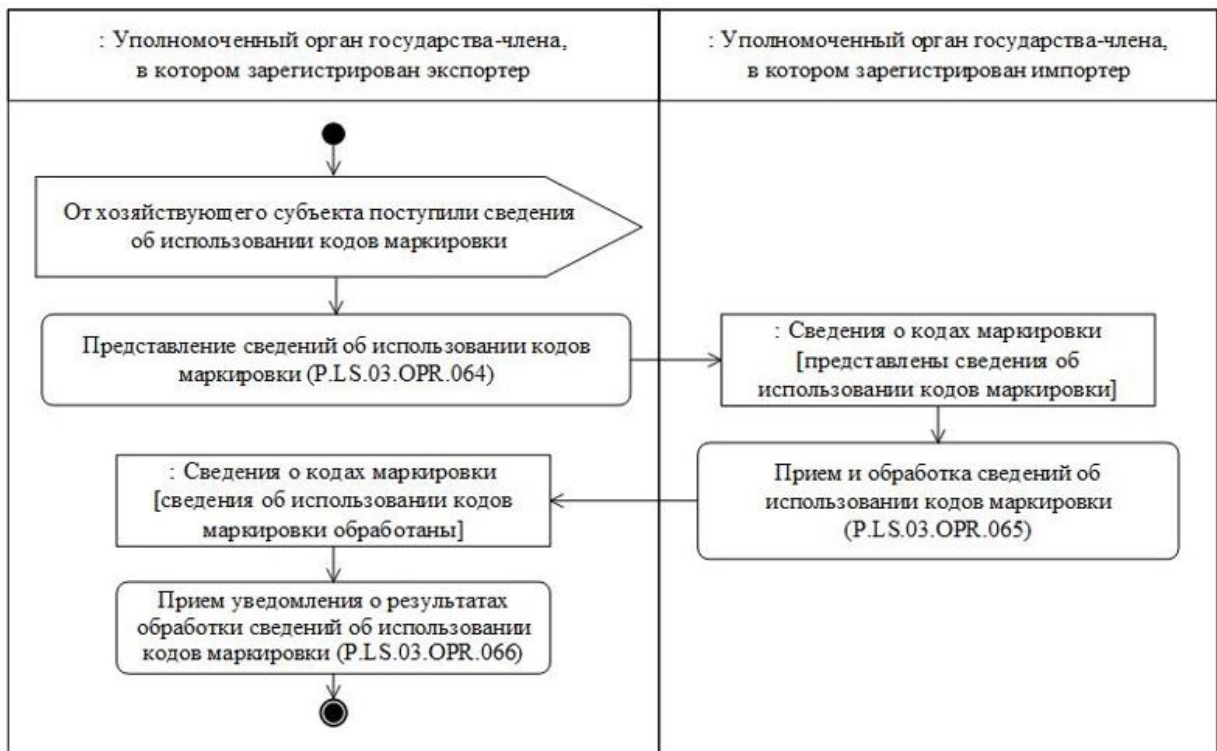 : Уполномоченный орган государства-члена,
в котором зарегистрирован экспортер
: Уполномоченный орган государства-члена,
в котором зарегистрирован импортер
От хозяйствующего субъекта поступили сведения
об использовании кодов маркировки
Представление сведений об использовании кодов
маркировки (P.LS.03.OPR.064)
: Сведения о кодах маркировки
[представлены сведения об
использовании кодов маркировки]
Прием и обработка сведений об
использовании кодов маркировки
(P.LS.03.OPR.065)
: Сведения о кодах маркировки
[сведения об использовании кодов
маркировки обработаны]
Прием уведомления о результатах
обработки сведений об использовании
кодов маркировки (P.LS.03.OPR.066)